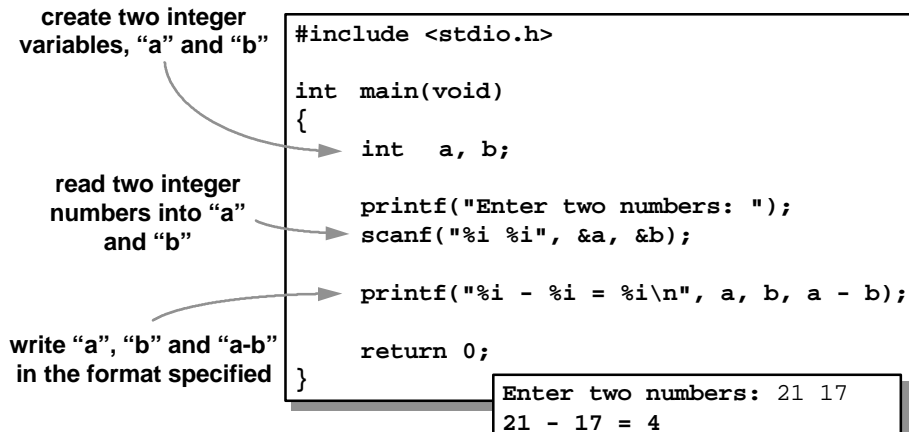 create two integer
variables, “a” and “b”
#include <stdio.h>
int main(void)
{
int a, b;
read two integer
numbers into “a”
and “b”
printf("Enter two numbers: ");
scanf("%i %i", &a, &b);
printf("%i - %i = %i\n", a, b, a - b);
write “a”, “b” and “a-b”
in the format specified
return 0;
}
Enter two numbers: 21 17
21 - 17 = 4